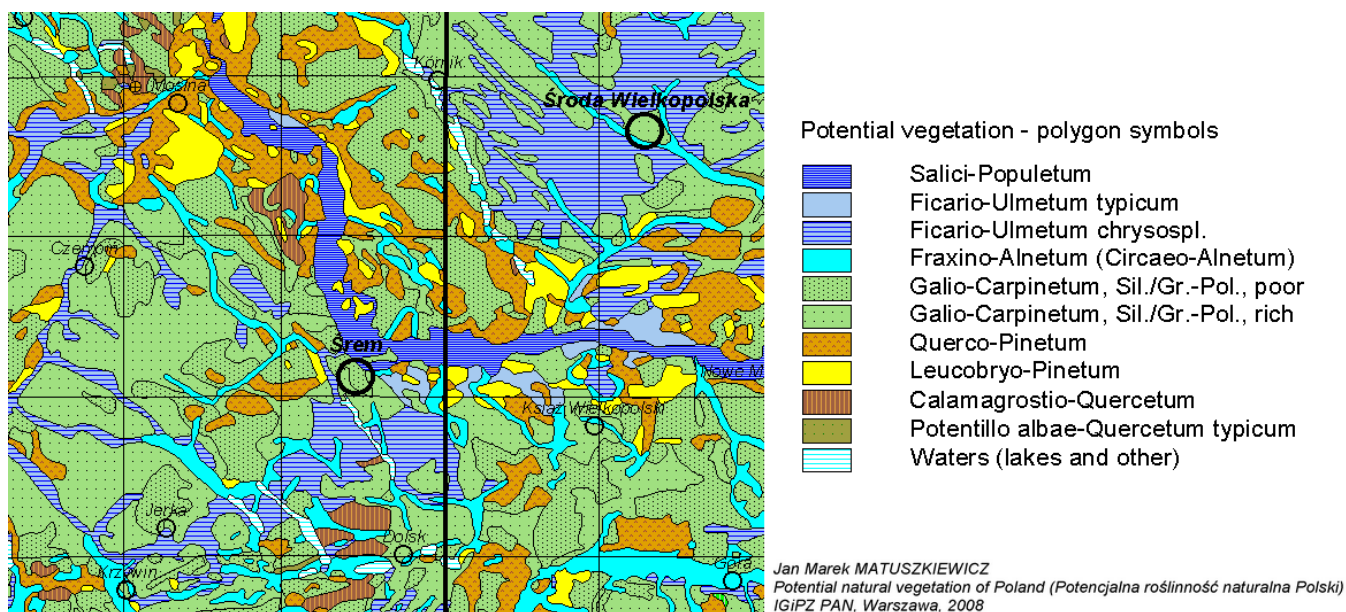 Kórnik
Mosina
Środa Wielkopolska
Czempiń
Śrem
Nowe M
Książ Wielkopolski
Jerka
Dolsk
Krzywiń
Góra
Potential vegetation - polygon symbols
Salici-Populetum
Ficario-Ulmetum typicum
Ficario-Ulmetum chrysospl.
Fraxino-Alnetum (Circaeo-Alnetum)
Galio-Carpinetum, Sil./Gr.-Pol., poor
Galio-Carpinetum, Sil./Gr.-Pol., rich
Querco-Pinetum
Leucobryo-Pinetum
Calamagrostio-Quercetum
Potentillo albae-Quercetum typicum
Waters (lakes and other)
Jan Marek MATUSZKIEWICZ
Potential natural vegetation of Poland (Potencjalna roślinność naturalna Polski)
IGiPZ PAN, Warszawa, 2008